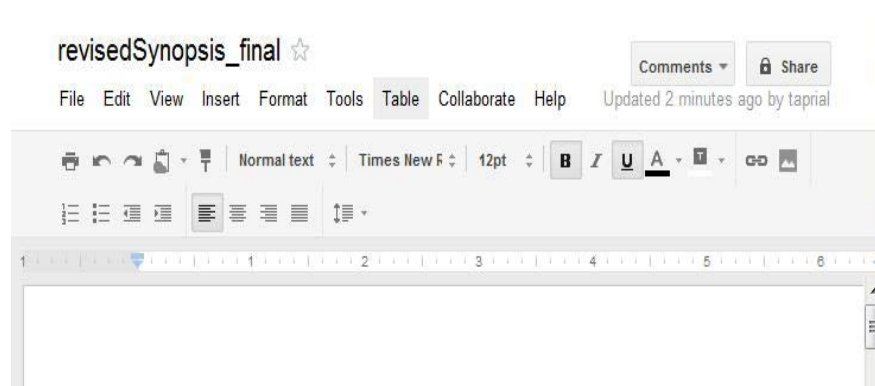 revisedSynopsis_final
Comments Share
File Edit View Insert Format Tools Table Collaborate Help Updated 2 minutes ago by taprial
Normal text Times New R 12pt B I U A T
1 1 2 3 4 5 6